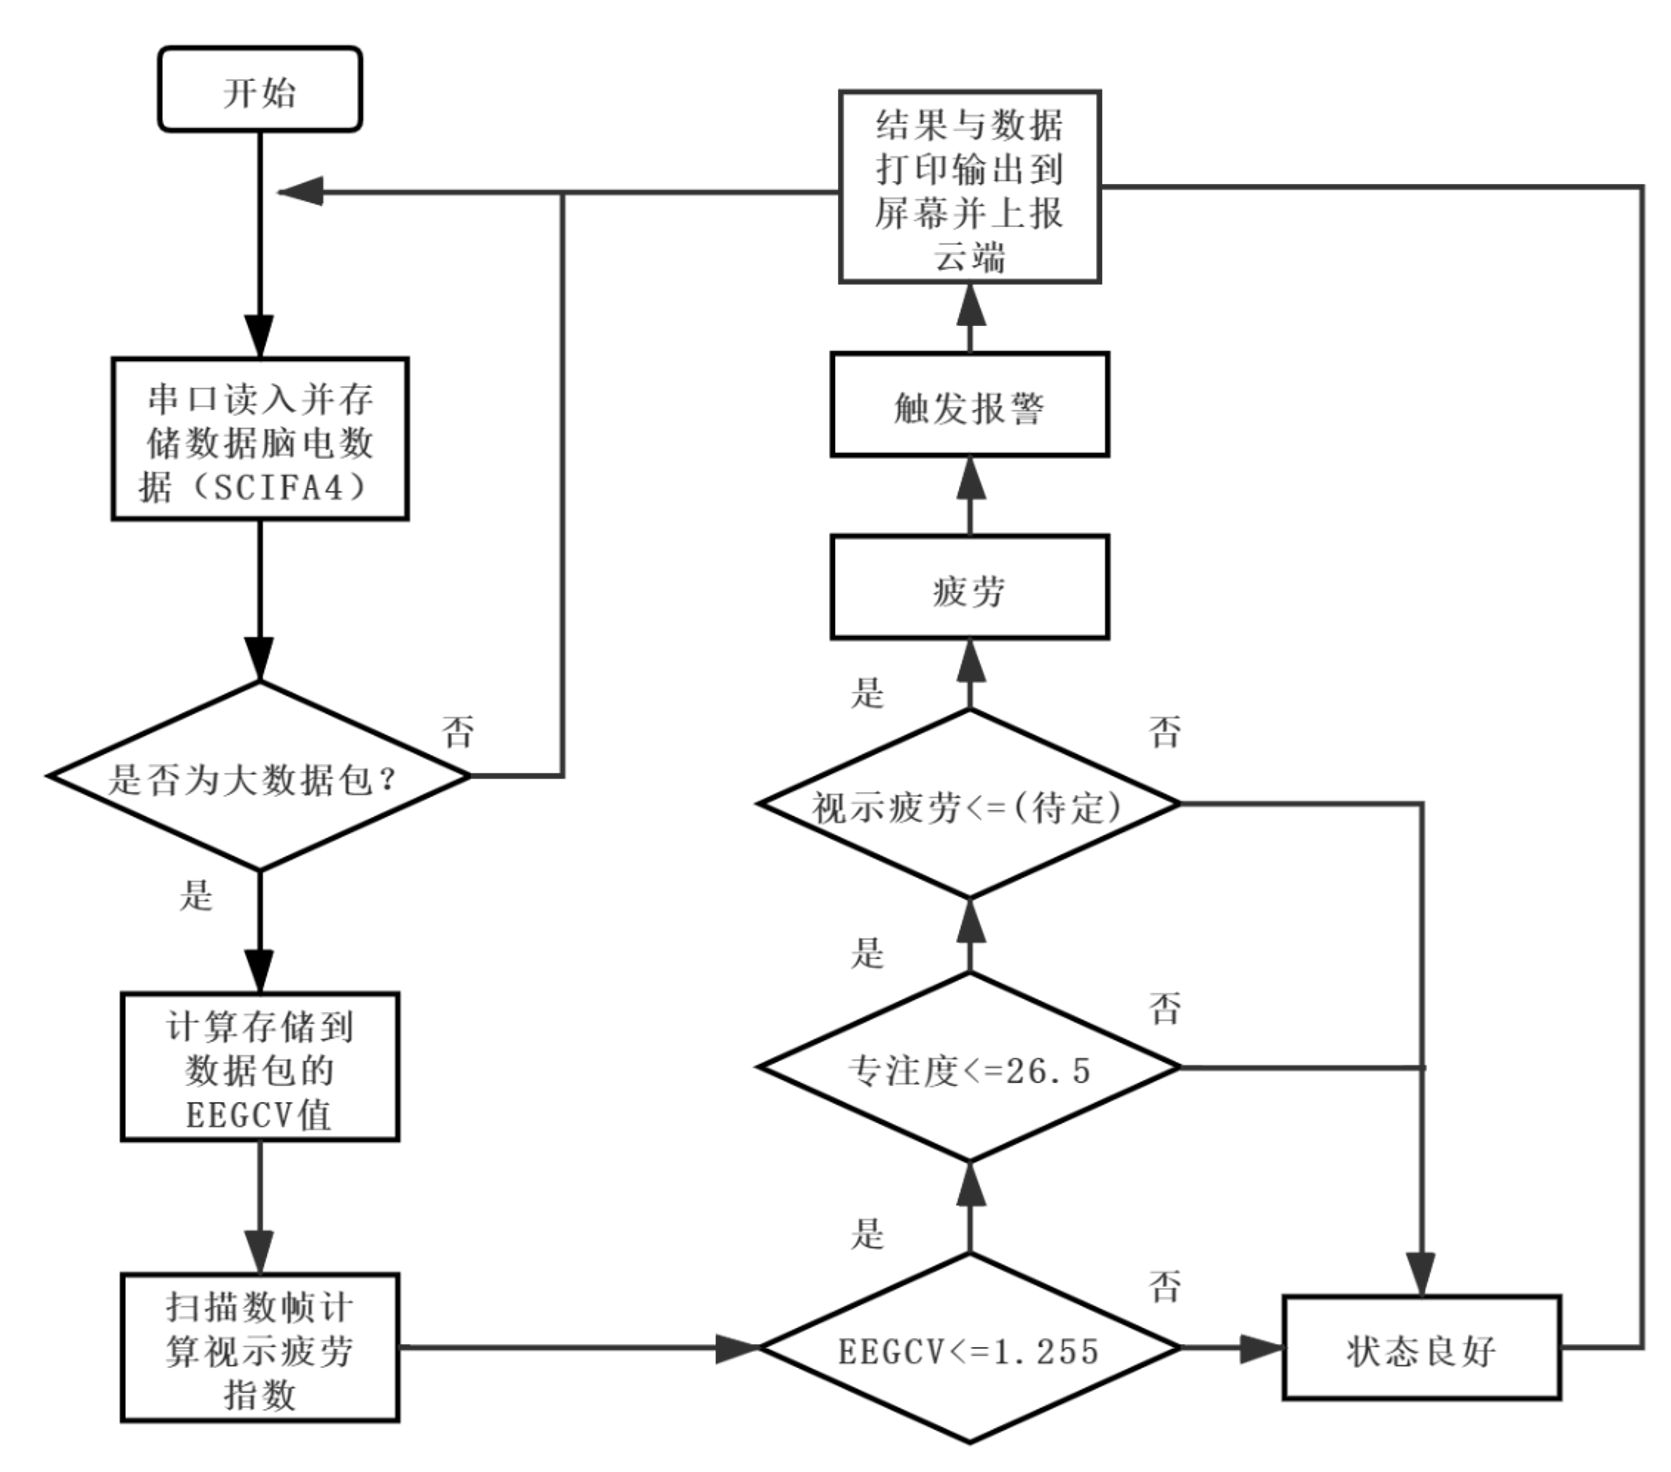 开始
串口读入并存
储数据脑电数
据（SCIFA4）
是否为大数据包？
否
是
计算存储到
数据包的
EEGCV值
扫描数帧计
算视示疲劳
指数
EEGCV<=1.255
是
否
状态良好
专注度<=26.5
是
否
视示疲劳<=(待定)
是
否
疲劳
触发报警
结果与数据
打印输出到
屏幕并上报
云端